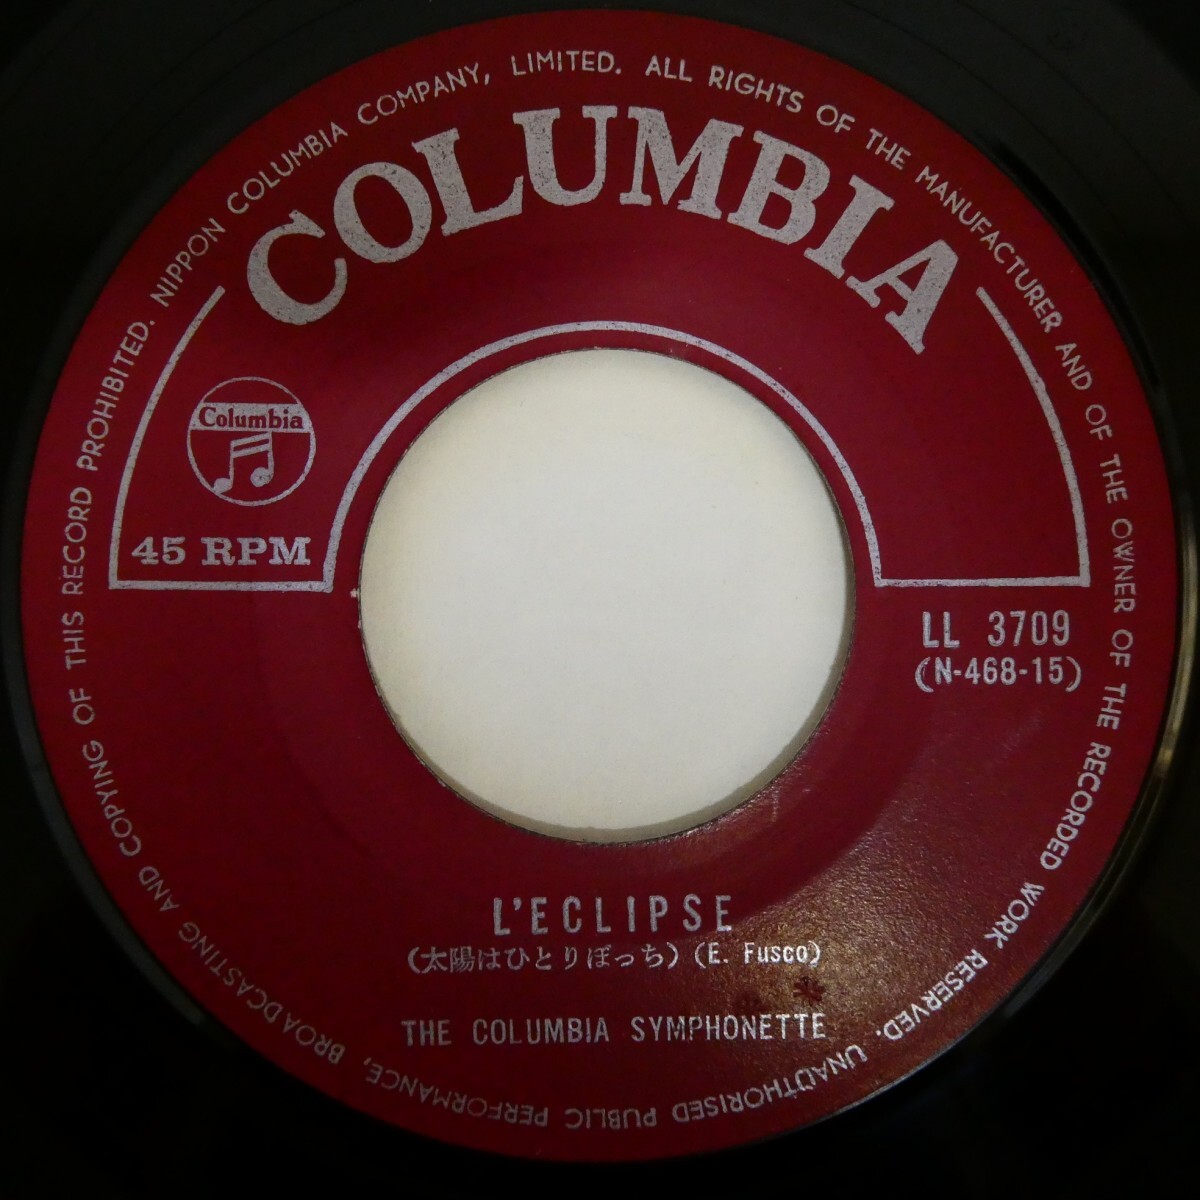 NIPPON COLUMBIA COMPANY, LIMITED. ALL RIGHTS OF THE MANUFACTURER AND OF THE OWNER OF THE RECORDED WORK RESERVED. UNAUTHORISED PUBLIC PERFORMANCE, BROADCASTING AND COPYING OF THIS RECORD PROHIBITED.
COLUMBIA
Columbia
45 RPM
LL 3709
(N-468-15)
L'ECLIPSE
(太陽はひとりぼっち) (E. Fusco)
THE COLUMBIA SYMPHONETTE